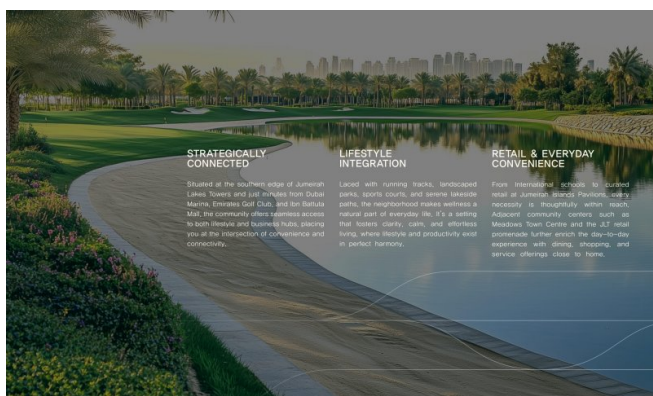 STRATEGICALLY
CONNECTED
Situated at the southern edge of Jumeirah
Lakes Towers and just minutes from Dubai
Marina, Emirates Golf Club, and Ibn Battuta
Mall, the community offers seamless access
to both lifestyle and business hubs, placing
you at the intersection of convenience and
connectivity.
LIFESTYLE
INTEGRATION
Laced with running tracks, landscaped
parks, sports courts, and serene lakeside
paths, the neighborhood makes wellness a
natural part of everyday life. It's a setting
that fosters clarity, calm, and effortless
living, where lifestyle and productivity exist
in perfect harmony.
RETAIL & EVERYDAY
CONVENIENCE
From international schools to curated
retail at Jumeirah Islands Pavilions, every
necessity is thoughtfully within reach.
Adjacent community centers such as
Meadows Town Centre and the JLT retail
promenade further enrich the day-to-day
experience with dining, shopping, and
service offerings close to home.